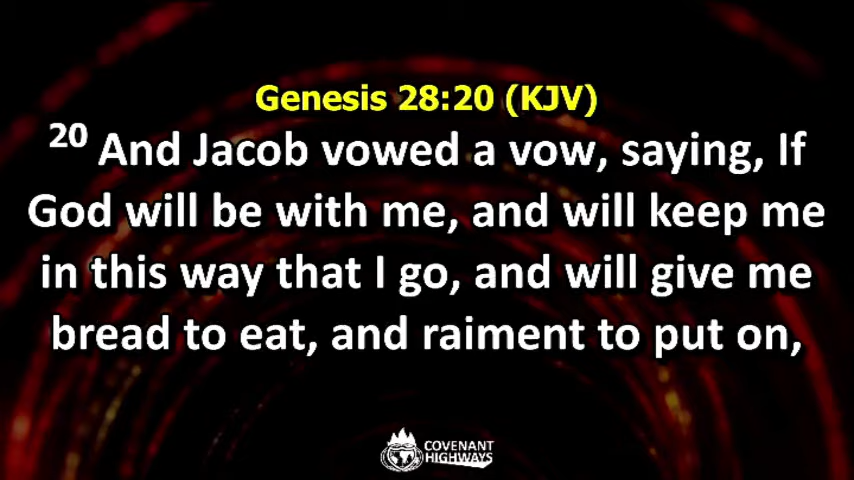 Genesis 28:20 (KJV)
20 And Jacob vowed a vow, saying, If
God will be with me, and will keep me
in this way that I go, and will give me
bread to eat, and raiment to put on,
COVENANT
HIGHWAYS